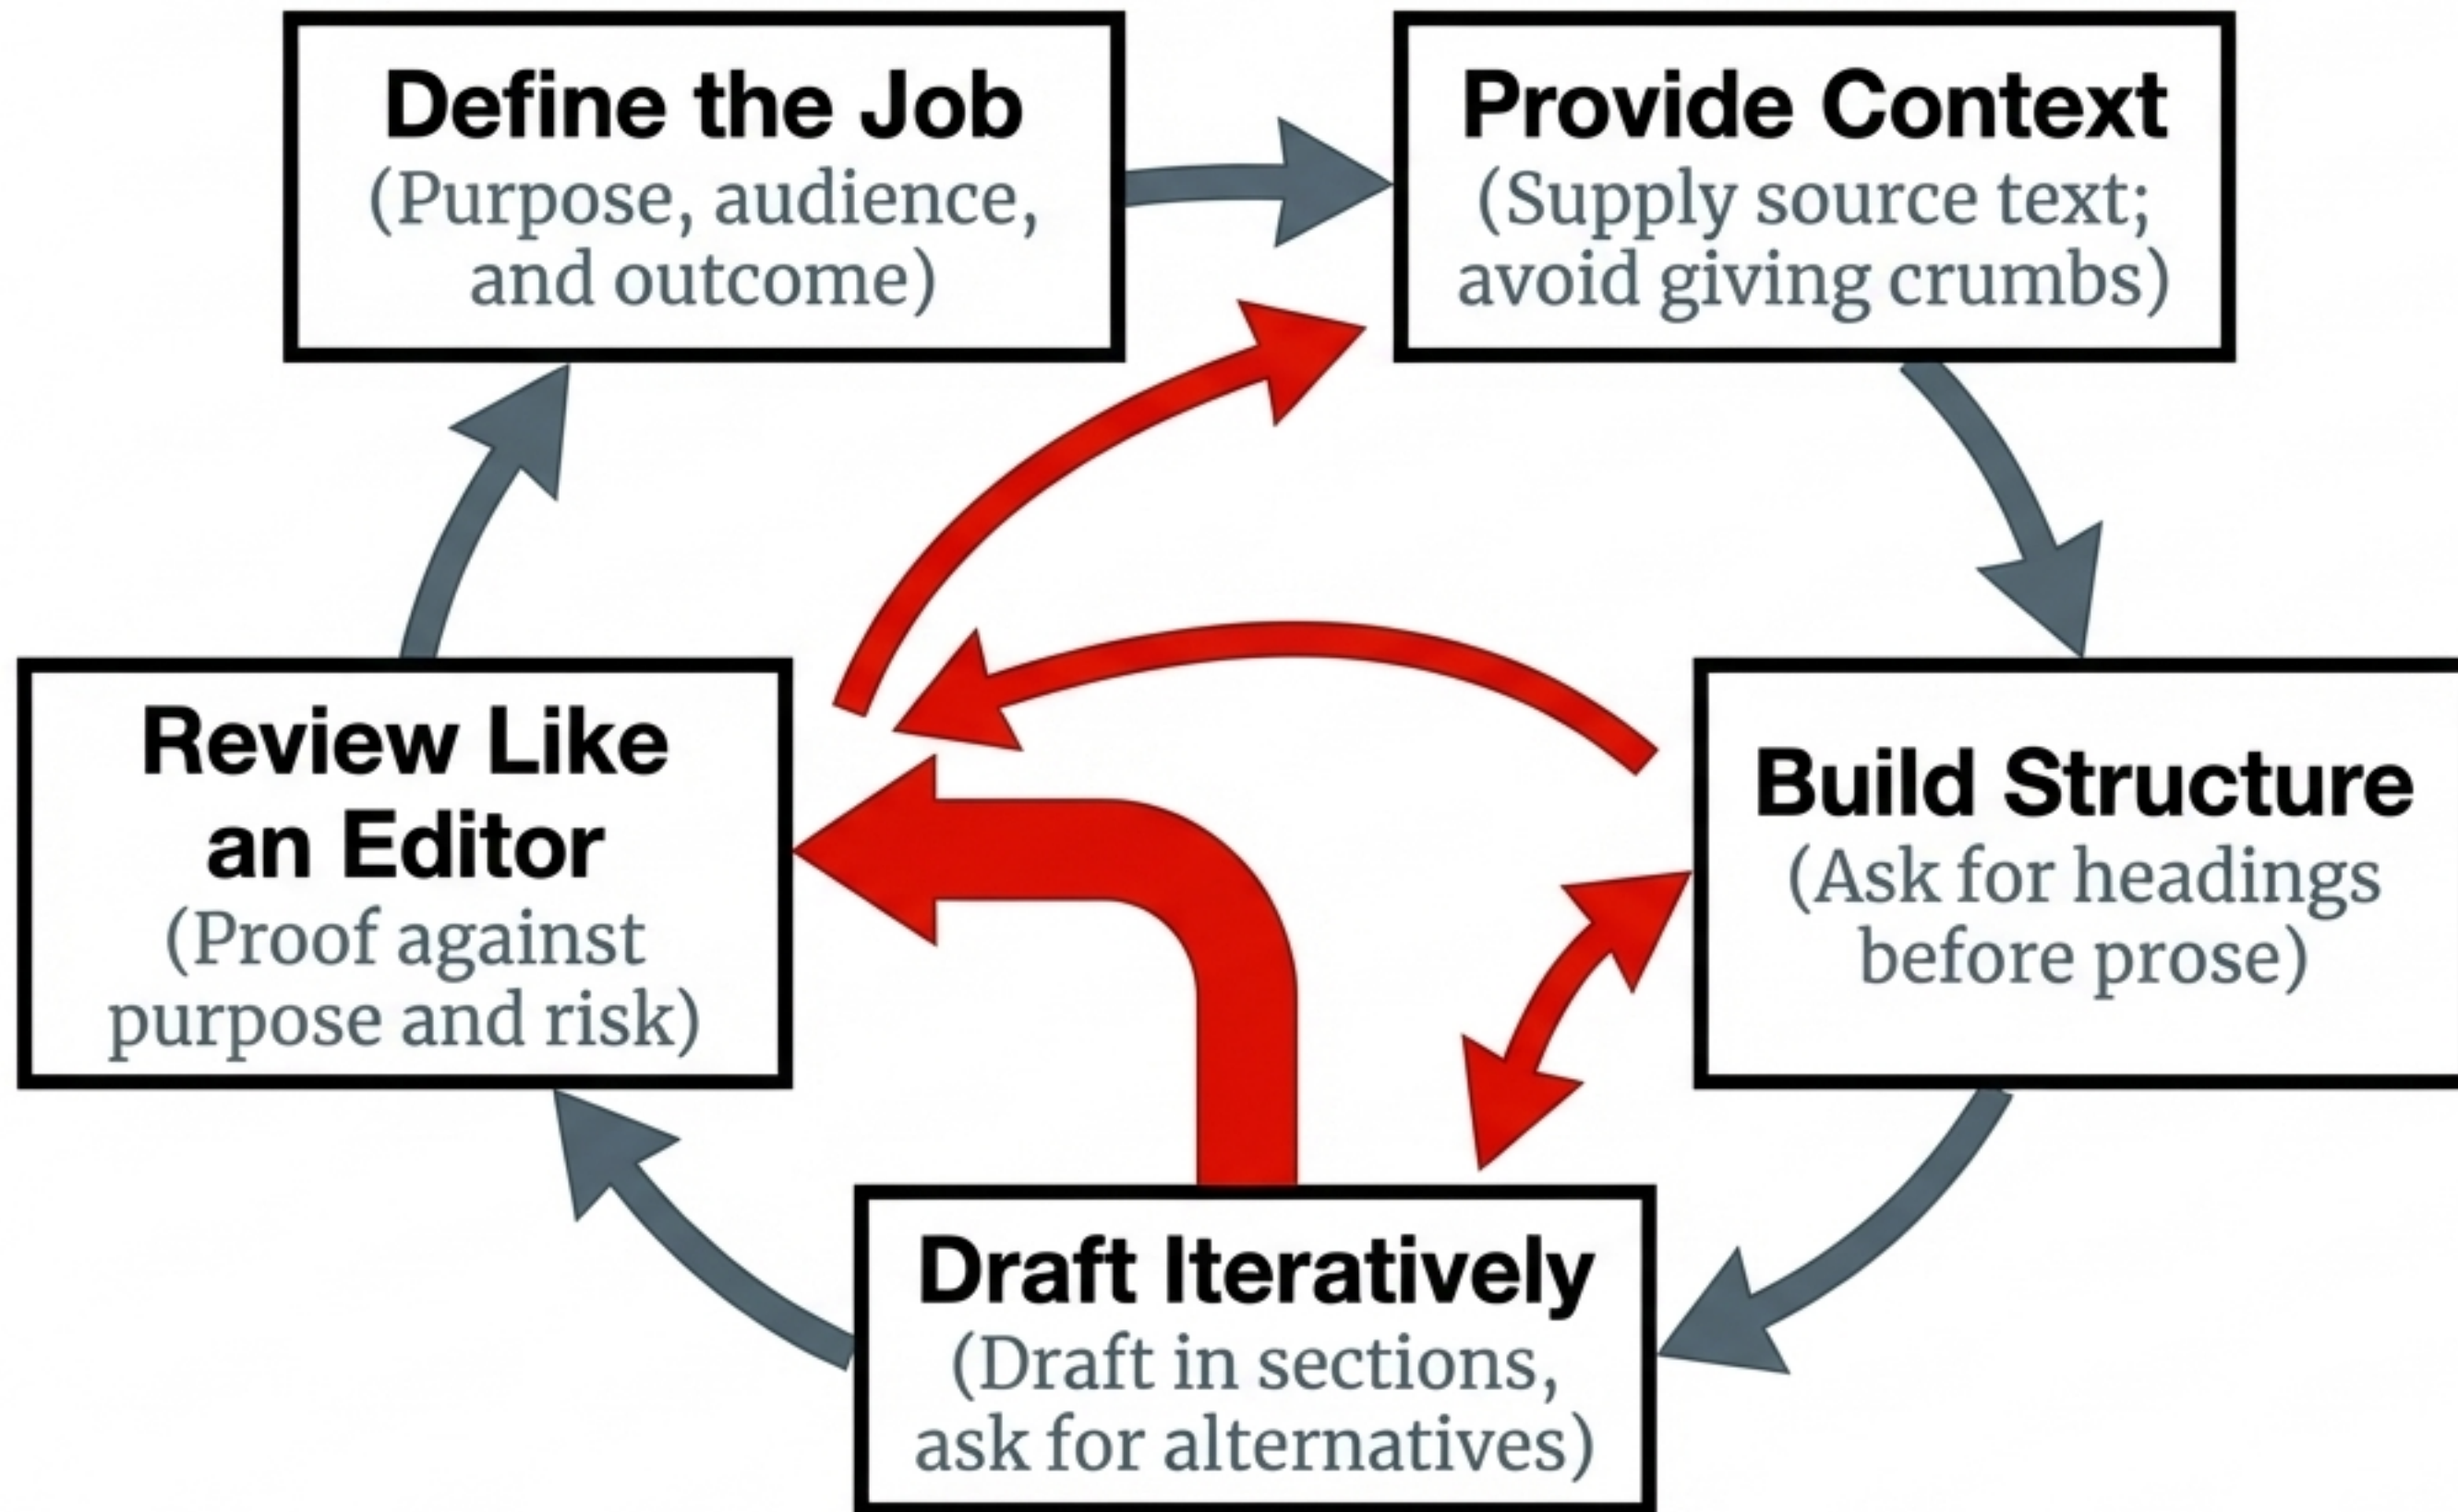 Define the Job
(Purpose, audience,
and outcome)
Provide Context
(Supply source text;
avoid giving crumbs)
Build Structure
(Ask for headings
before prose)
Draft Iteratively
(Draft in sections,
ask for alternatives)
Review Like
an Editor
(Proof against
purpose and risk)